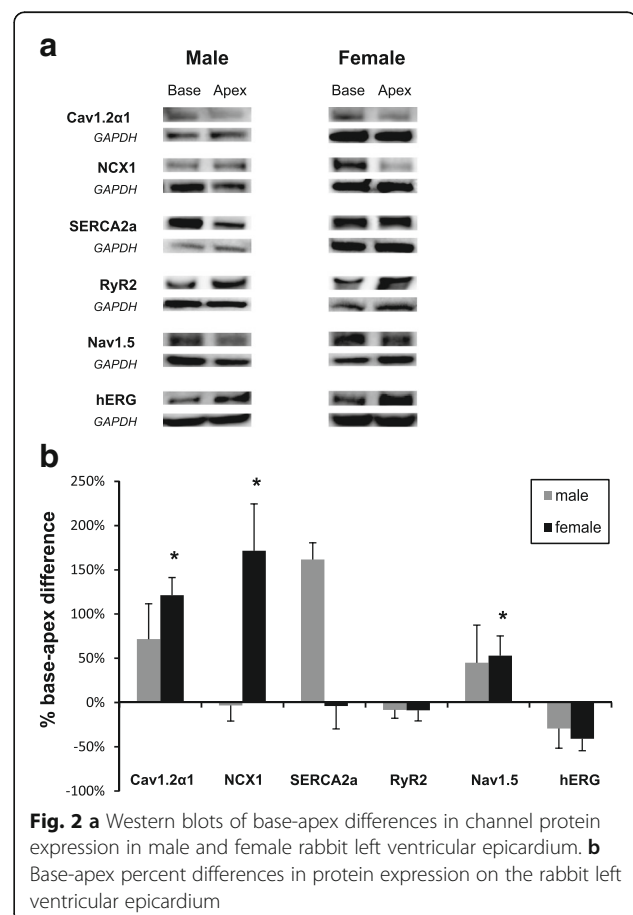 a
Male Female
Base Apex Base Apex
Cav1.2α1
GAPDH
NCX1
GAPDH
SERCA2a
GAPDH
RyR2
GAPDH
Nav1.5
GAPDH
hERG
GAPDH
b
% base-apex difference
250%
200%
150%
100%
50%
0%
-50%
-100%
* * *
male
female
Cav1.2α1 NCX1 SERCA2a RyR2 Nav1.5 hERG
Fig. 2 a Western blots of base-apex differences in channel protein
expression in male and female rabbit left ventricular epicardium. b
Base-apex percent differences in protein expression on the rabbit left
ventricular epicardium